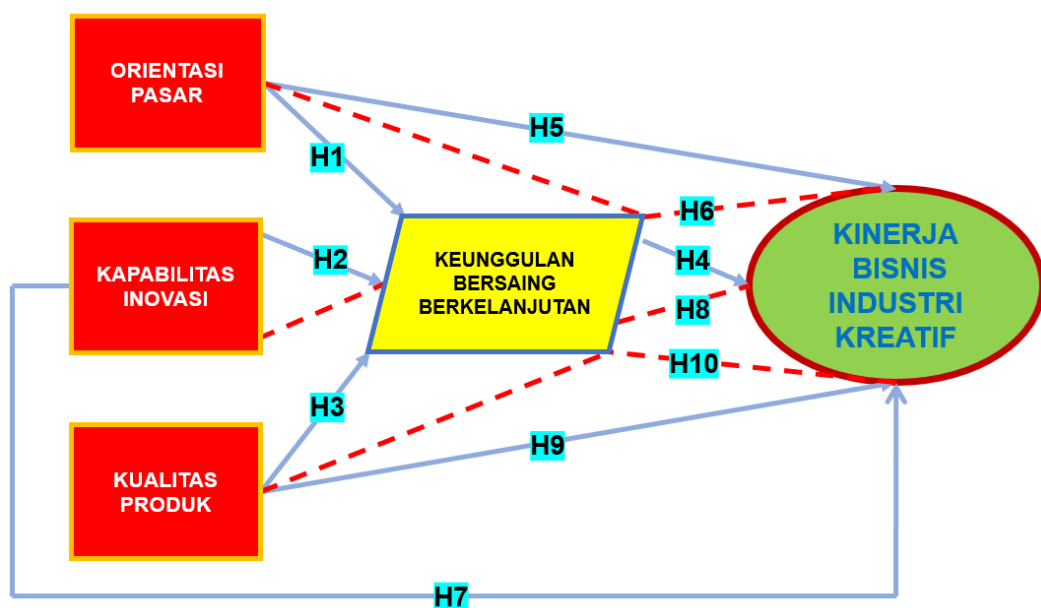 ORIENTASI
PASAR
H5
H1
H6
KAPABILITAS
INOVASI
H2
KEUNGGULAN
BERSAING
BERKELANJUTAN
H4
H8
H10
KINERJA
BISNIS
INDUSTRI
KREATIF
H3
H9
KUALITAS
PRODUK
H7